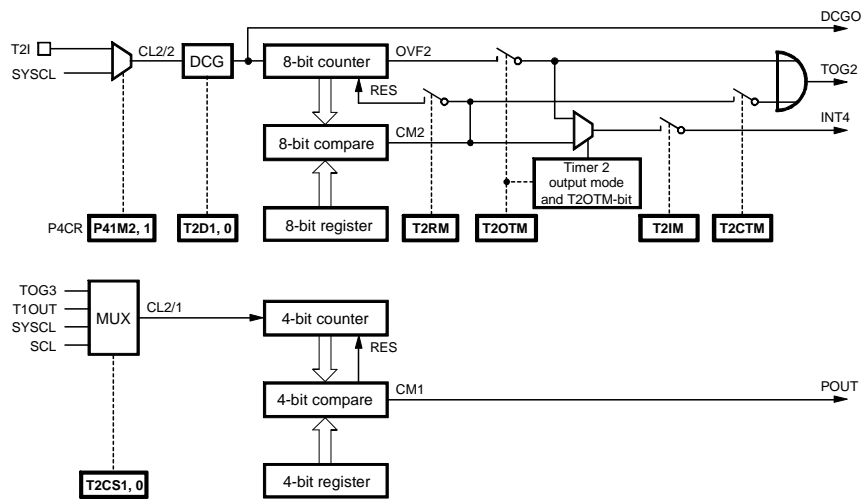 DCGO
T2I
CL2/2
DCG
8-bit counter
OVF2
TOG2
SYSCL
RES
INT4
8-bit compare
CM2
Timer 2
output mode
and T2OTM-bit
P4CR
P41M2, 1
T2D1, 0
8-bit register
T2RM
T2OTM
T2IM
T2CTM
TOG3
T1OUT
SYSCL
SCL
MUX
CL2/1
4-bit counter
RES
4-bit compare
CM1
POUT
T2CS1, 0
4-bit register